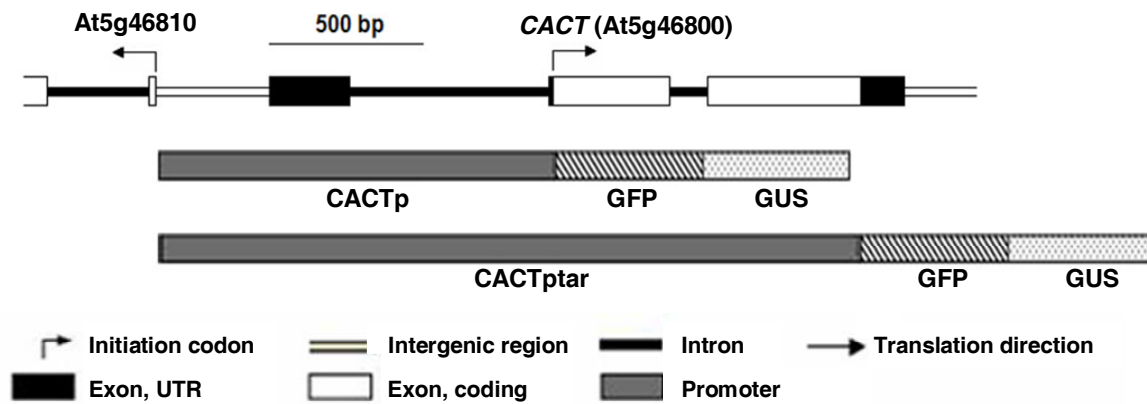 At5g46810
500 bp
CACT (At5g46800)
CACTp
GFP
GUS
CACTptar
GFP
GUS
Initiation codon
Intergenic region
Intron
Translation direction
Exon, UTR
Exon, coding
Promoter